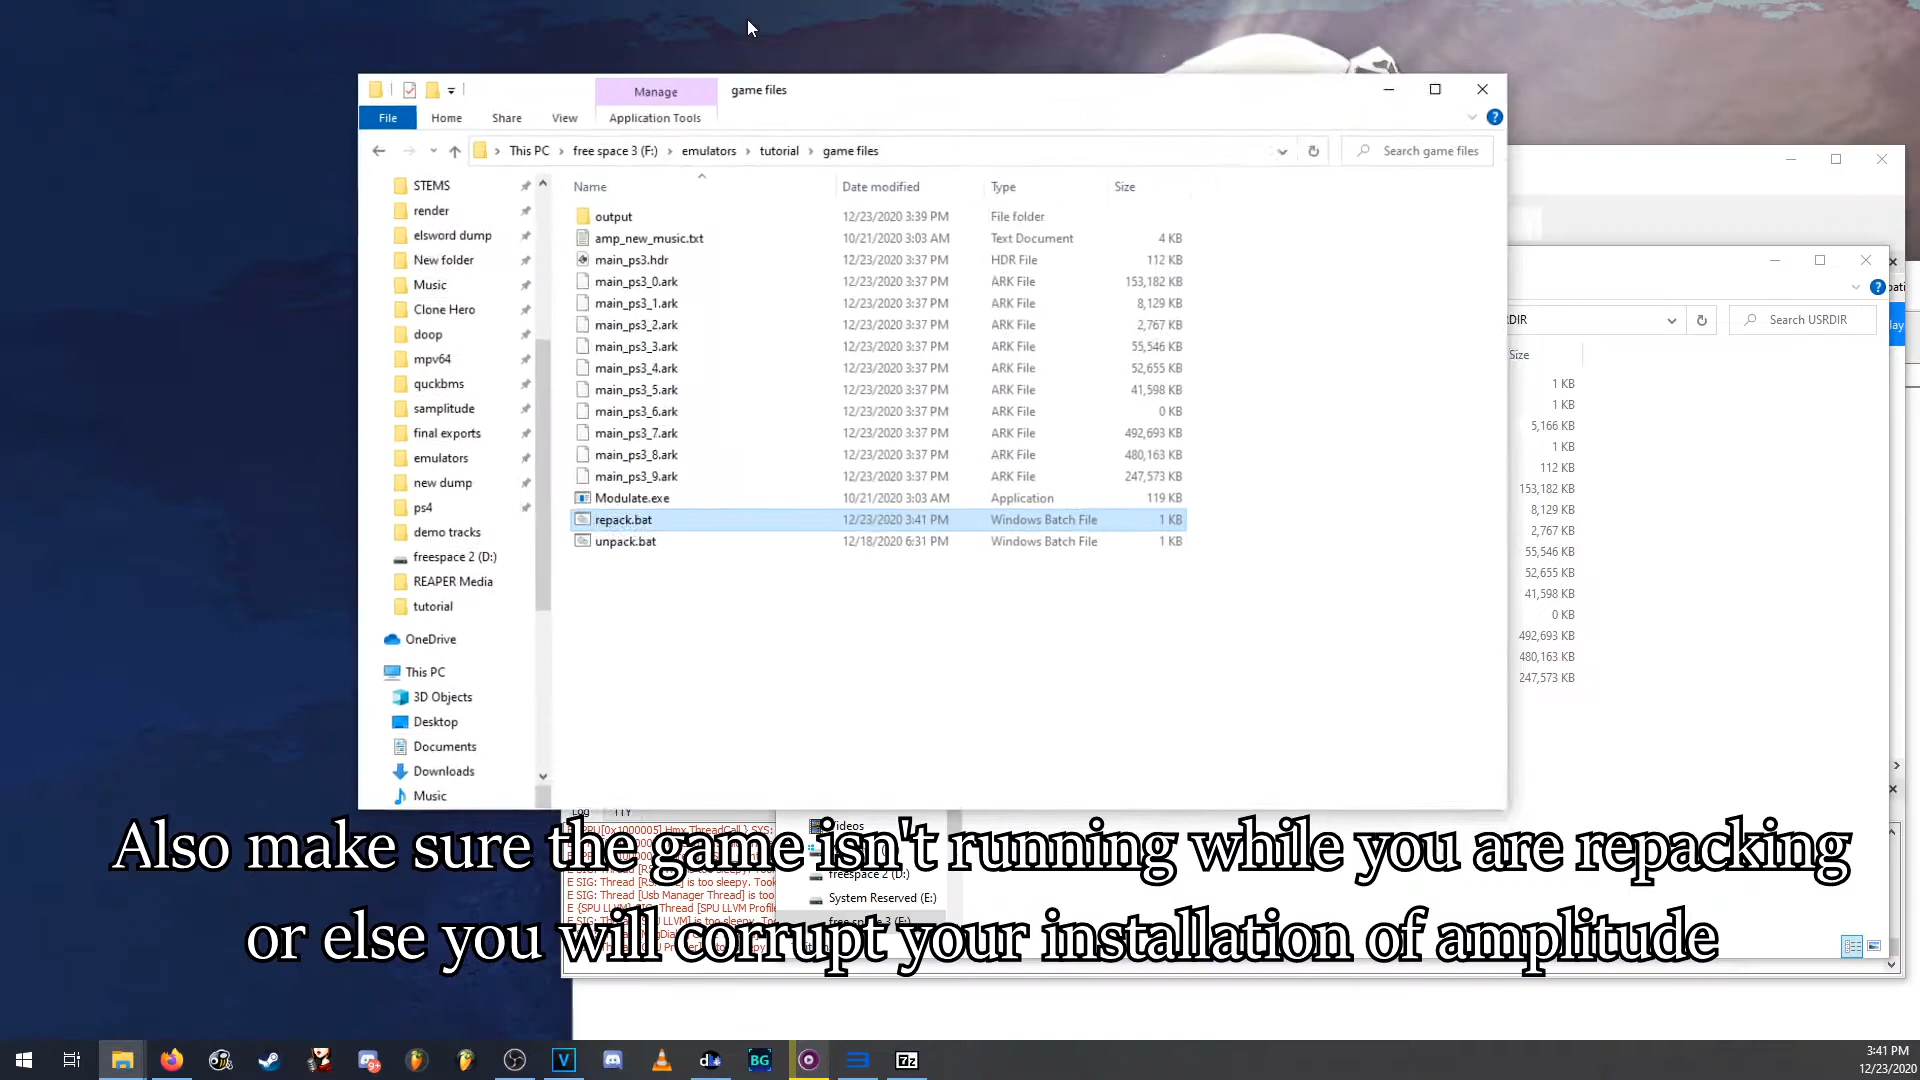 Manage
game files
File
Home
Share
View
Application Tools
This PC
free space 3 (F:)
emulators
tutorial
game files
Search game files
Name
Date modified
Type
Size
output
12/23/2020 3:39 PM
File folder
amp_new_music.txt
10/21/2020 3:03 AM
Text Document
4 KB
main_ps3.hdr
12/23/2020 3:37 PM
HDR File
112 KB
main_ps3_0.ark
12/23/2020 3:37 PM
ARK File
153,182 KB
main_ps3_1.ark
12/23/2020 3:37 PM
ARK File
8,129 KB
main_ps3_2.ark
12/23/2020 3:37 PM
ARK File
2,767 KB
main_ps3_3.ark
12/23/2020 3:37 PM
ARK File
55,546 KB
main_ps3_4.ark
12/23/2020 3:37 PM
ARK File
52,655 KB
main_ps3_5.ark
12/23/2020 3:37 PM
ARK File
41,598 KB
main_ps3_6.ark
12/23/2020 3:37 PM
ARK File
0 KB
main_ps3_7.ark
12/23/2020 3:37 PM
ARK File
492,693 KB
main_ps3_8.ark
12/23/2020 3:37 PM
ARK File
480,163 KB
main_ps3_9.ark
12/23/2020 3:37 PM
ARK File
247,573 KB
Modulate.exe
10/21/2020 3:03 AM
Application
119 KB
repack.bat
12/23/2020 3:41 PM
Windows Batch File
1 KB
unpack.bat
12/18/2020 6:31 PM
Windows Batch File
1 KB
STEMS
render
elsword dump
New folder
Music
Clone Hero
doop
mpv64
quckbms
samplitude
final exports
emulators
new dump
ps4
demo tracks
freespace 2 (D:)
REAPER Media
tutorial
OneDrive
This PC
3D Objects
Desktop
Documents
Downloads
Music
Search USRDIR
Size
1 KB
1 KB
5,166 KB
1 KB
112 KB
153,182 KB
8,129 KB
2,767 KB
55,546 KB
52,655 KB
41,598 KB
0 KB
492,693 KB
480,163 KB
247,573 KB
freespace 2 (D:)
System Reserved (E:)
free space 3 (F:)
Also make sure the game isn't running while you are repacking
or else you will corrupt your installation of amplitude
3:41 PM
12/23/2020